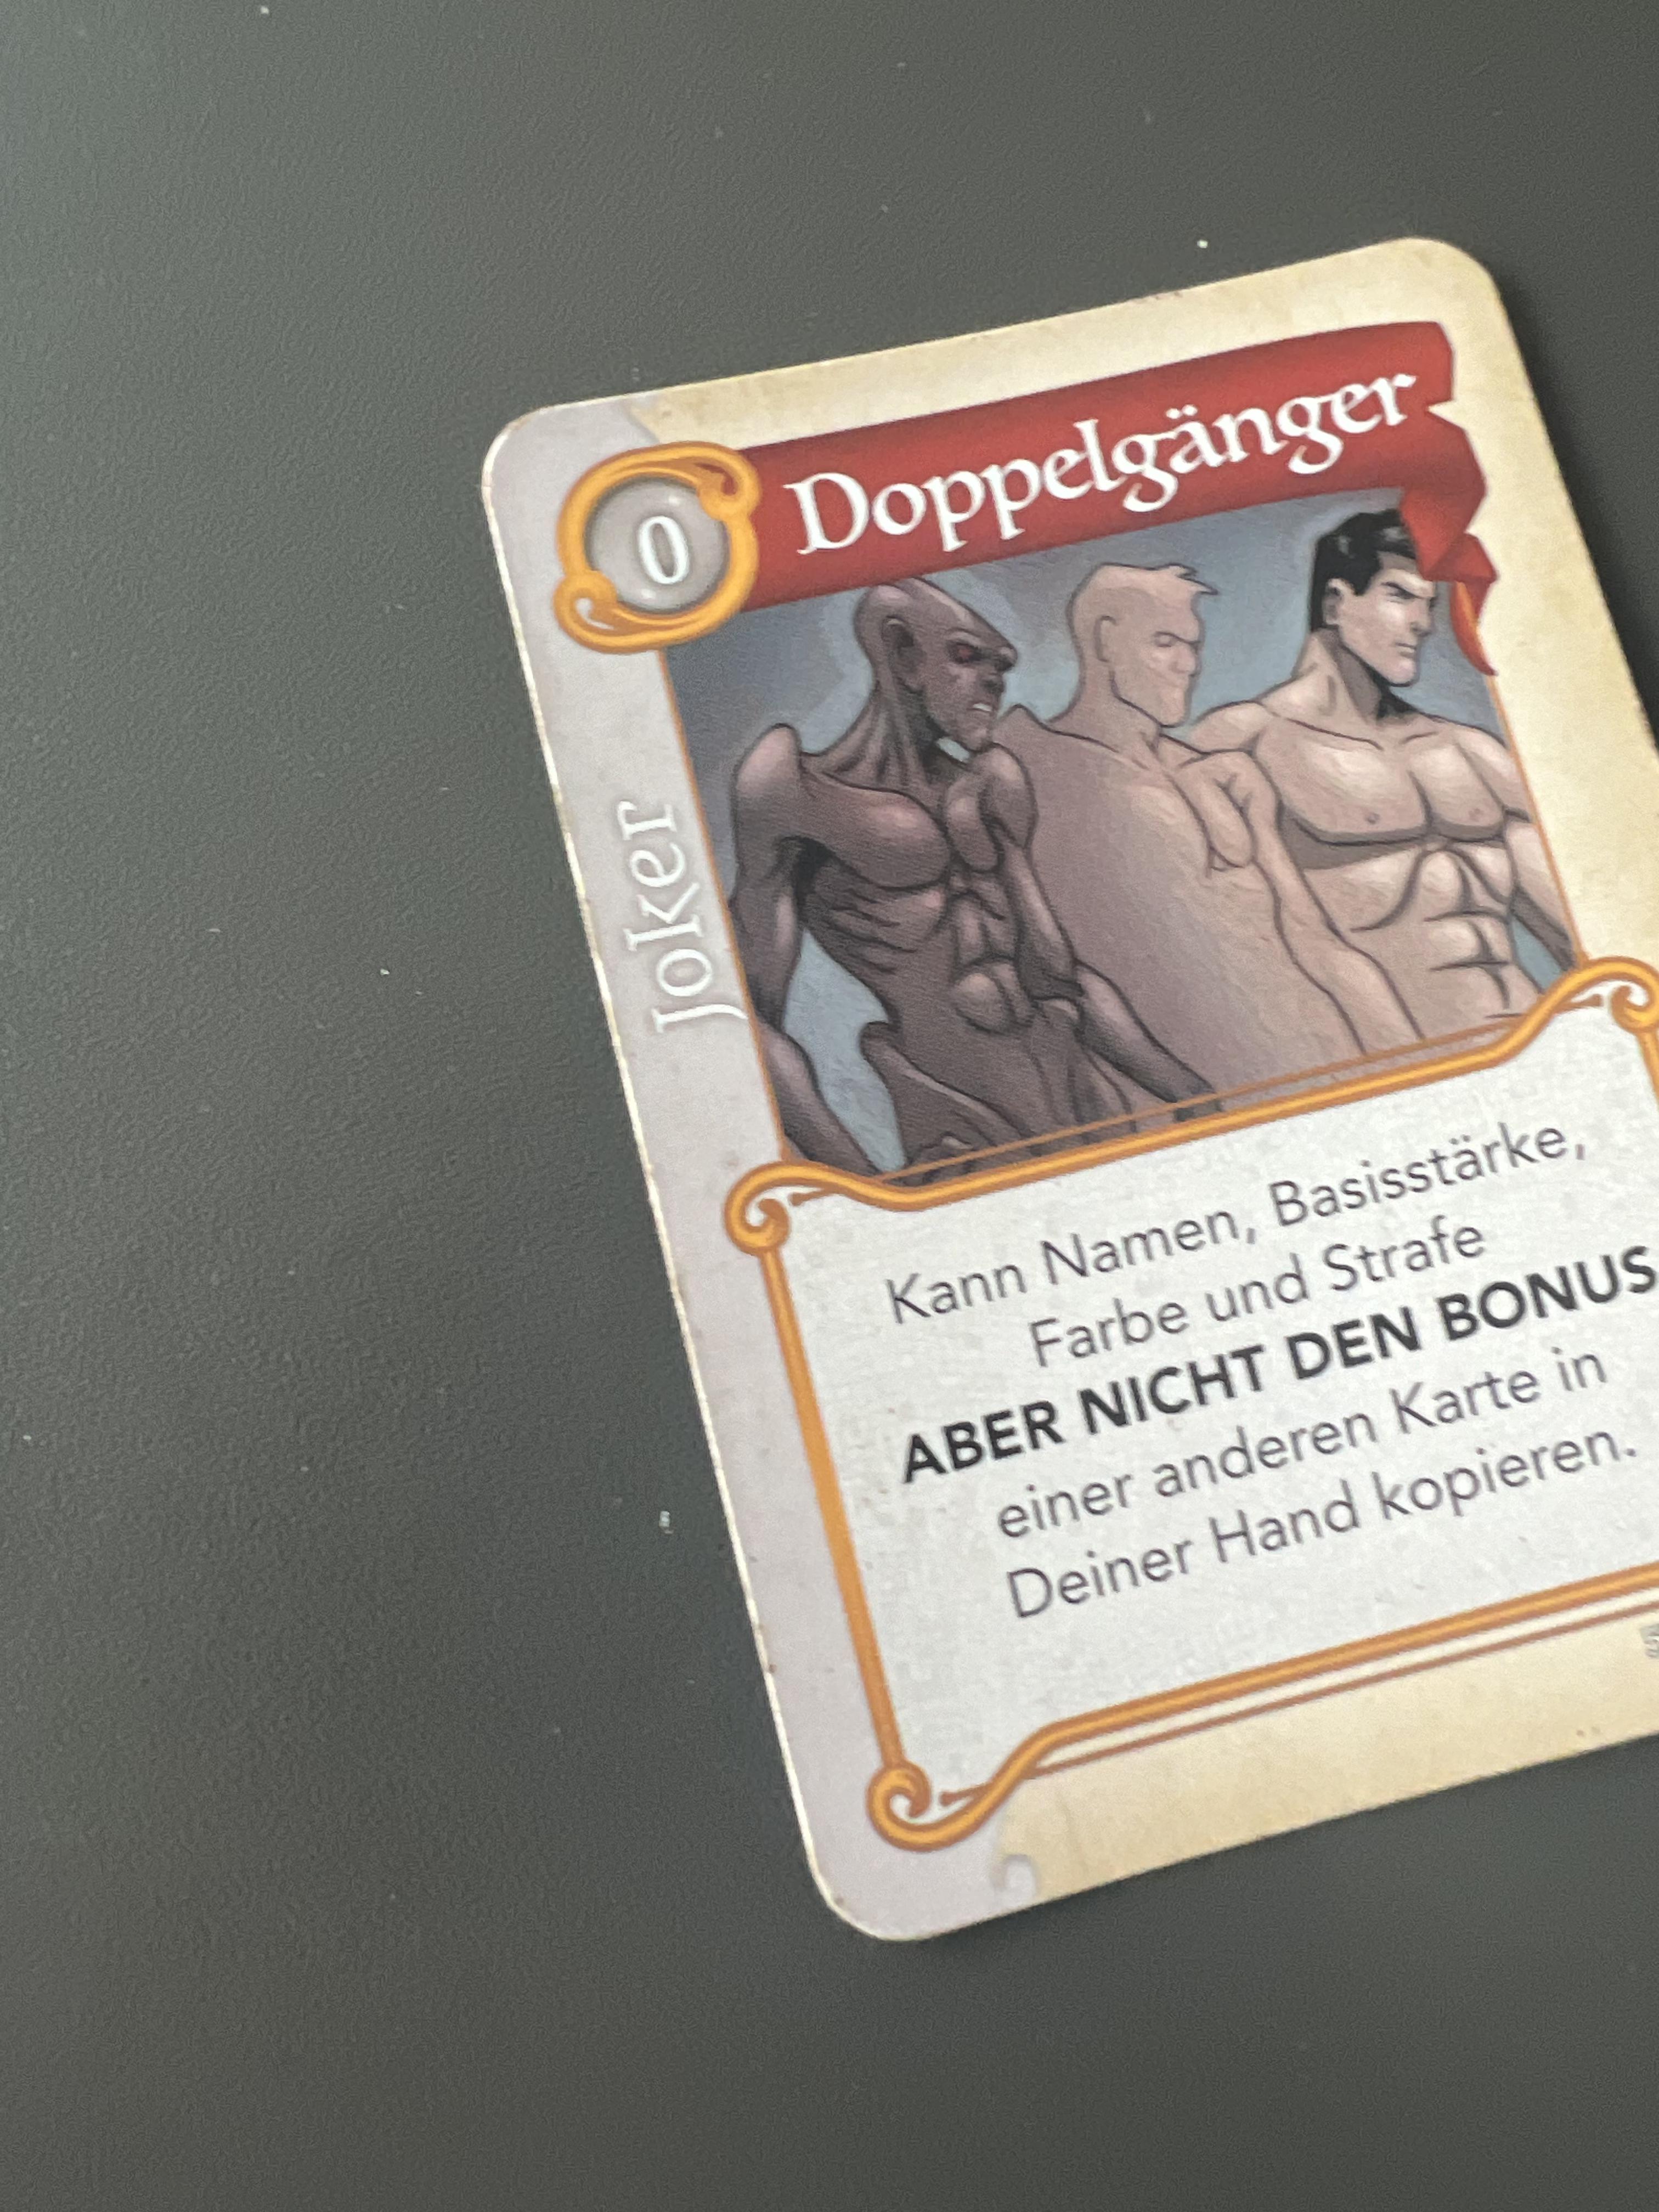 0
Doppelgänger
Joker
Kann Namen, Basisstärke,
Farbe und Strafe
ABER NICHT DEN BONUS
einer anderen Karte in
Deiner Hand kopieren.